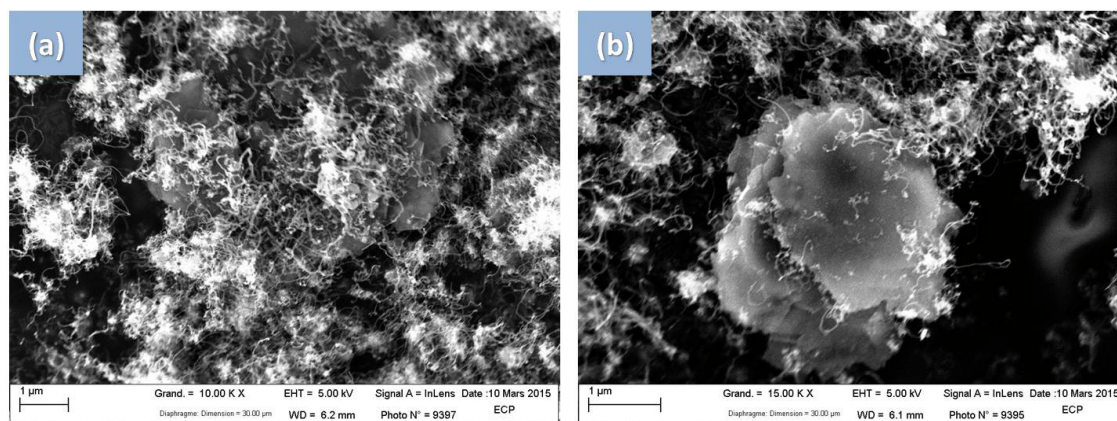 (a)
1 µm
Grand. = 10.00 K X EHT = 5.00 kV Signal A = InLens Date :10 Mars 2015
Diaphragme: Dimension = 30.00 µm WD = 6.2 mm Photo N° = 9397 ECP
(b)
1 µm
Grand. = 15.00 K X EHT = 5.00 kV Signal A = InLens Date :10 Mars 2015
Diaphragme: Dimension = 30.00 µm WD = 6.1 mm Photo N° = 9395 ECP